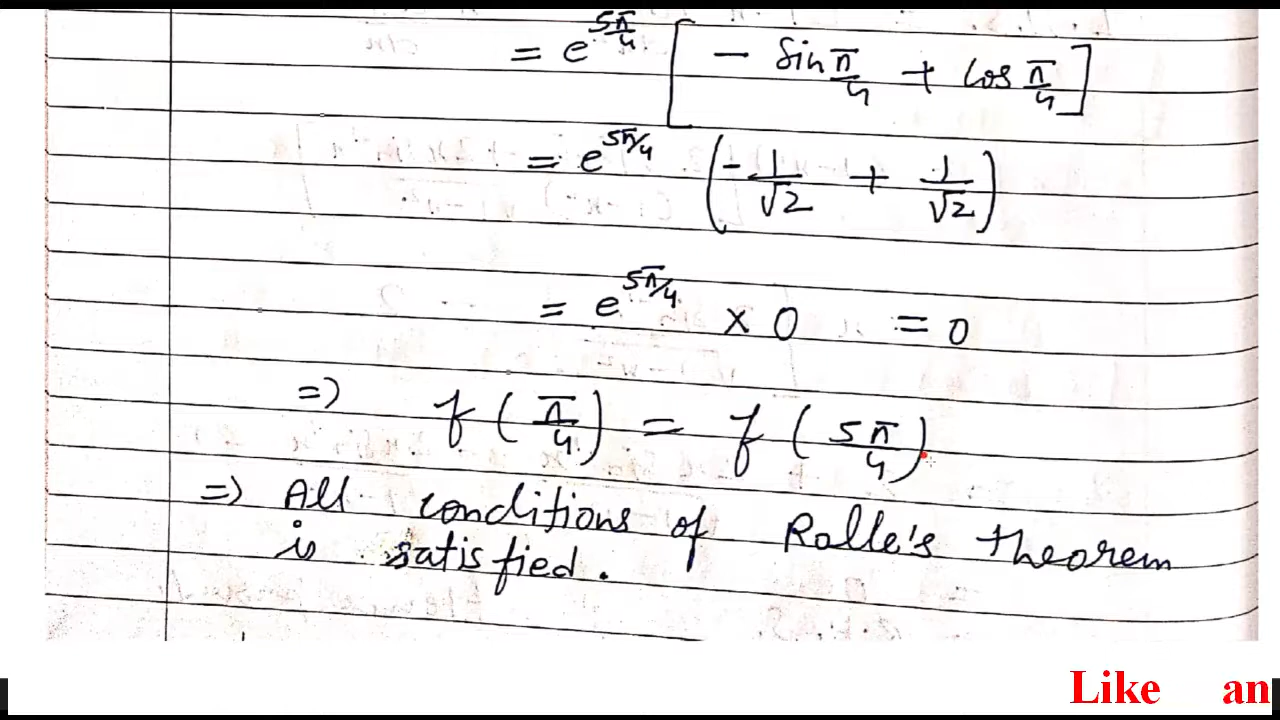 = e^{5π/4} [ - Sin π/4 + Cos π/4 ]
= e^{5π/4} ( - 1/√2 + 1/√2 )
= e^{5π/4} × 0 = 0
=> f ( π/4 ) = f ( 5π/4 )
=> All conditions of Rolle's theorem
is satisfied.
Like an